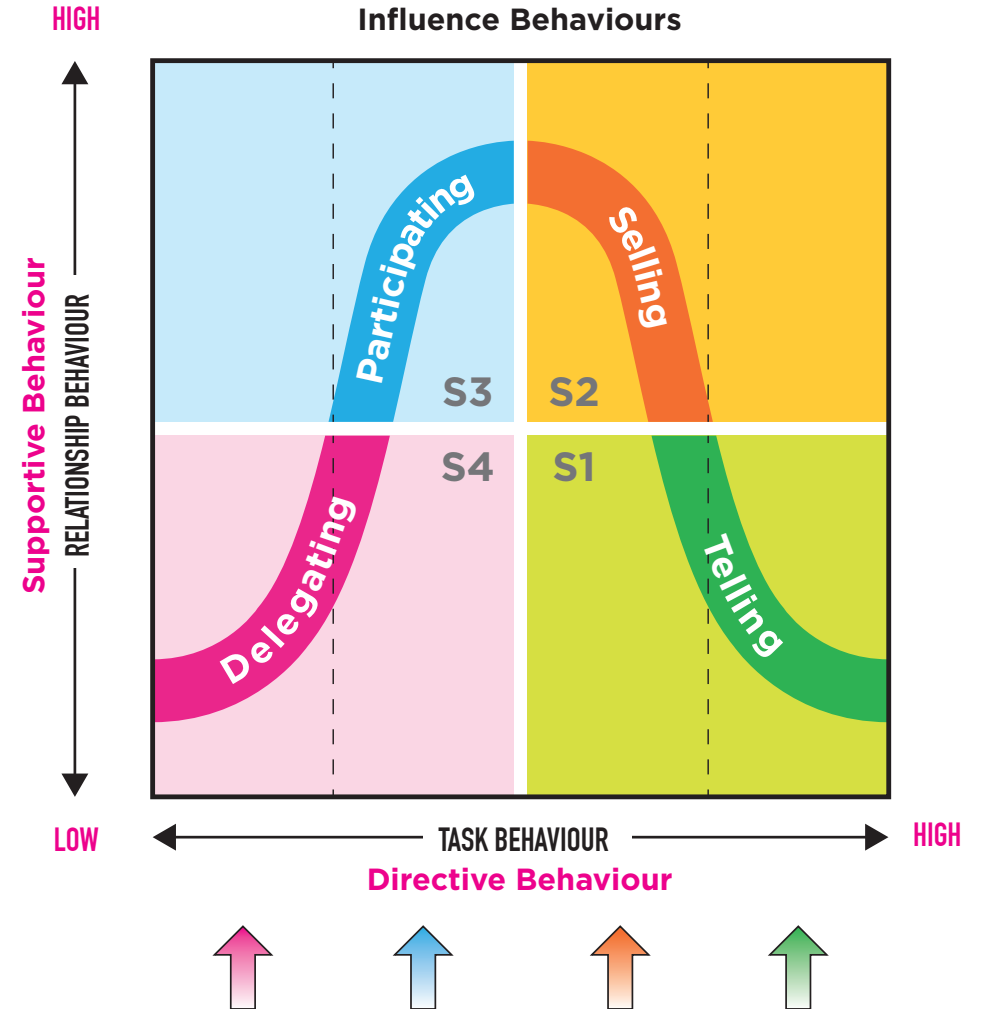 HIGH
Influence Behaviours
Supportive Behaviour
RELATIONSHIP BEHAVIOUR
Participating
Selling
S3
S2
S4
S1
Delegating
Telling
LOW
TASK BEHAVIOUR
HIGH
Directive Behaviour